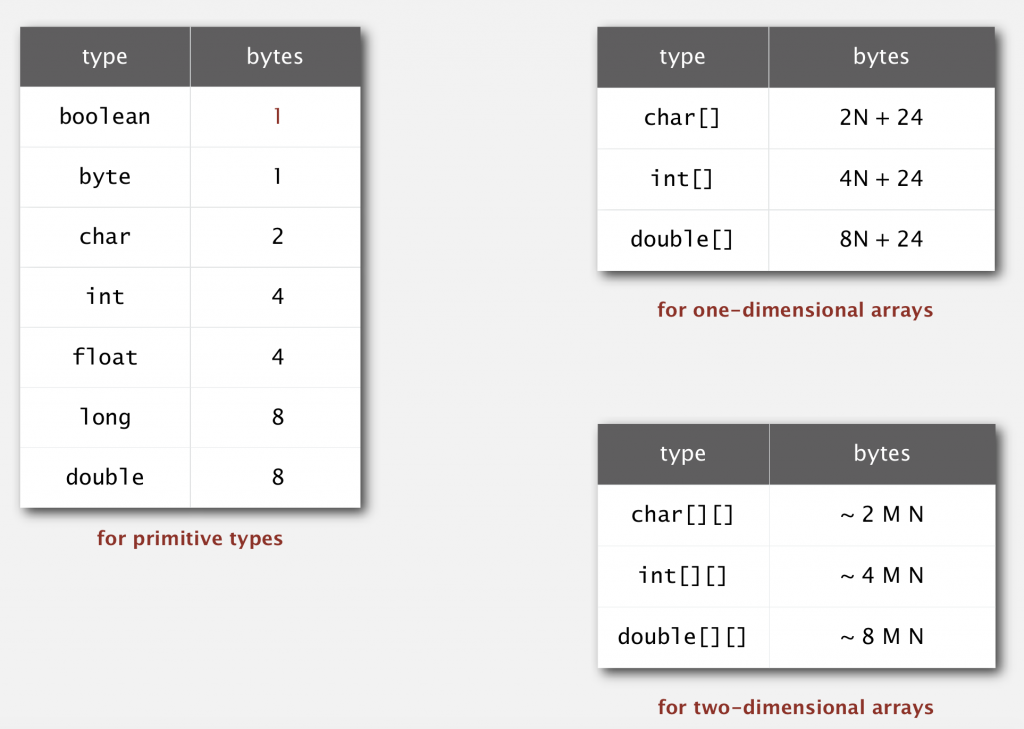 type bytes
boolean 1
byte 1
char 2
int 4
float 4
long 8
double 8
for primitive types
type bytes
char[] 2N + 24
int[] 4N + 24
double[] 8N + 24
for one-dimensional arrays
type bytes
char[][] ~ 2 M N
int[][] ~ 4 M N
double[][] ~ 8 M N
for two-dimensional arrays